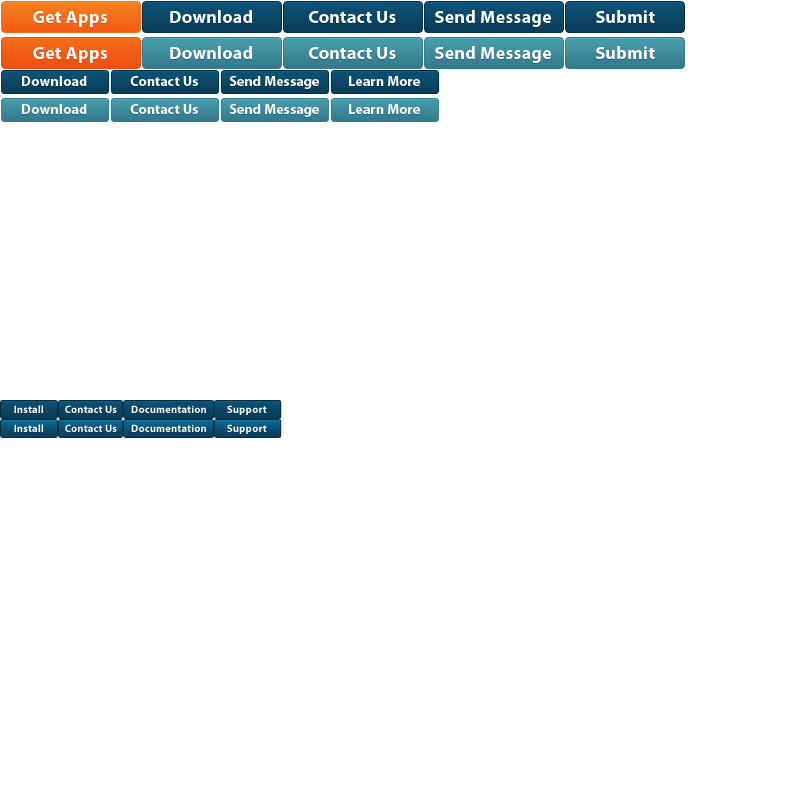 Get Apps Download Contact Us Send Message Submit
Get Apps Download Contact Us Send Message Submit
Download Contact Us Send Message Learn More
Download Contact Us Send Message Learn More
Install Contact Us Documentation Support
Install Contact Us Documentation Support